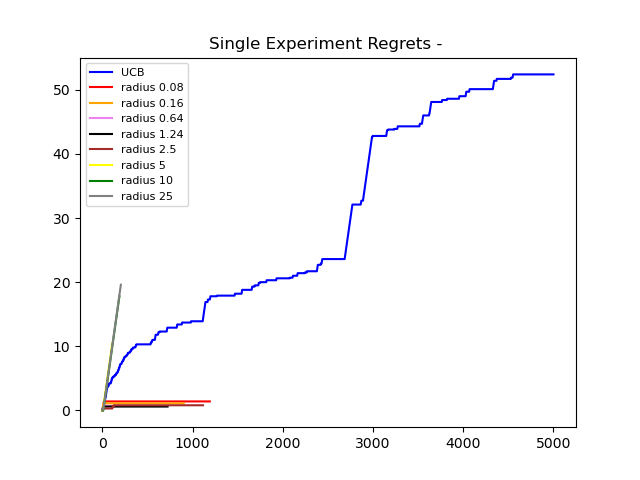 Single Experiment Regrets -
UCB
radius 0.08
radius 0.16
radius 0.64
radius 1.24
radius 2.5
radius 5
radius 10
radius 25
50
40
30
20
10
0
0 1000 2000 3000 4000 5000